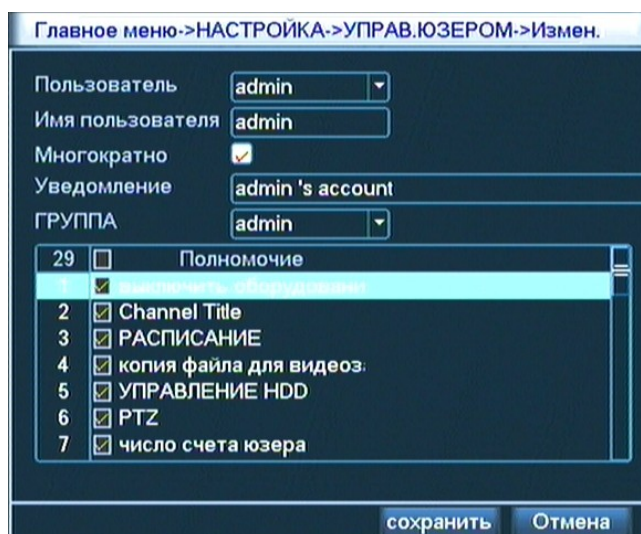 Главное меню->НАСТРОЙКА->УПРАВ.ЮЗЕРОМ->Измен.
Пользователь admin
Имя пользователя admin
Многократно
Уведомление admin 's account
ГРУППА admin
29 Полномочие
1 выключить оборудовани
2 Channel Title
3 РАСПИСАНИЕ
4 копия файла для видеоз
5 УПРАВЛЕНИЕ HDD
6 PTZ
7 число счета юзера
сохранить Отмена